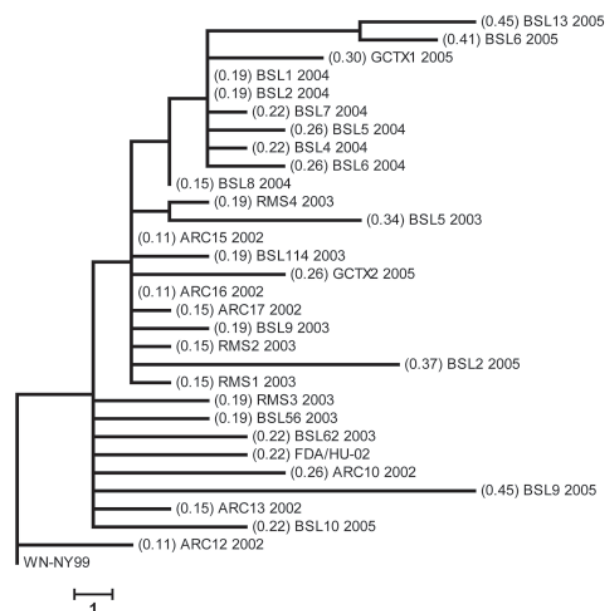 (0.45) BSL13 2005
(0.41) BSL6 2005
(0.30) GCTX1 2005
(0.19) BSL1 2004
(0.19) BSL2 2004
(0.22) BSL7 2004
(0.26) BSL5 2004
(0.22) BSL4 2004
(0.26) BSL6 2004
(0.15) BSL8 2004
(0.19) RMS4 2003
(0.34) BSL5 2003
(0.11) ARC15 2002
(0.19) BSL114 2003
(0.26) GCTX2 2005
(0.11) ARC16 2002
(0.15) ARC17 2002
(0.19) BSL9 2003
(0.15) RMS2 2003
(0.37) BSL2 2005
(0.15) RMS1 2003
(0.19) RMS3 2003
(0.19) BSL56 2003
(0.22) BSL62 2003
(0.22) FDA/HU-02
(0.26) ARC10 2002
(0.45) BSL9 2005
(0.15) ARC13 2002
(0.22) BSL10 2005
(0.11) ARC12 2002
WN-NY99
1